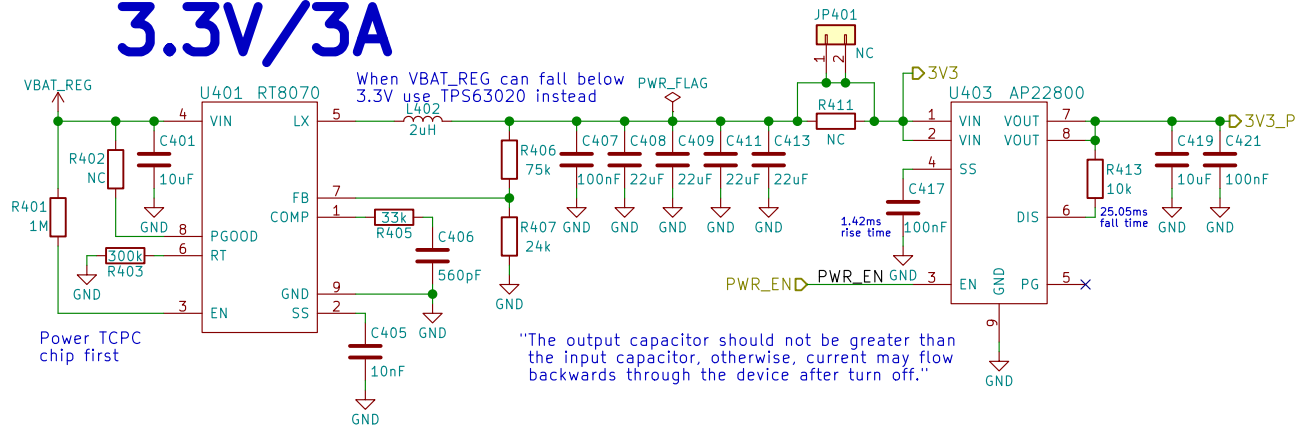 3.3V/3A
JP401
1
2
NC
VBAT_REG
When VBAT_REG can fall below
3.3V use TPS63020 instead
PWR_FLAG
3V3
U401 RT8070
L402
2uH
R411
NC
U403 AP22800
4
VIN
LX
5
1
VIN
VOUT
7
3V3_P
2
VIN
VOUT
8
R402
NC
C401
10uF
GND
R406
75k
C407
100nF
GND
C408
22uF
GND
C409
22uF
GND
C411
22uF
GND
C413
22uF
GND
4
SS
C417
100nF
GND
1.42ms
rise time
R413
10k
C419
10uF
GND
C421
100nF
GND
R401
1M
FB
7
COMP
1
33k
R405
C406
560pF
R407
24k
GND
DIS
6
25.05ms
fall time
8
PGOOD
6
RT
300k
R403
GND
GND
9
SS
2
GND
3
EN
PWR_EN
PWR_EN
3
EN
GND
PG
5
9
GND
Power TCPC
chip first
C405
10nF
GND
"The output capacitor should not be greater than
the input capacitor, otherwise, current may flow
backwards through the device after turn off."